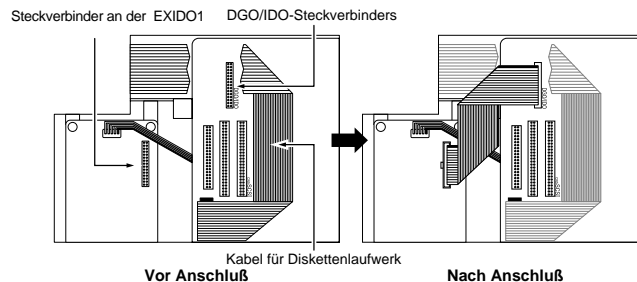 Steckverbinder an der EXIDO1
DGO/IDO-Steckverbinders
Kabel für Diskettenlaufwerk
Vor Anschluß
Nach Anschluß